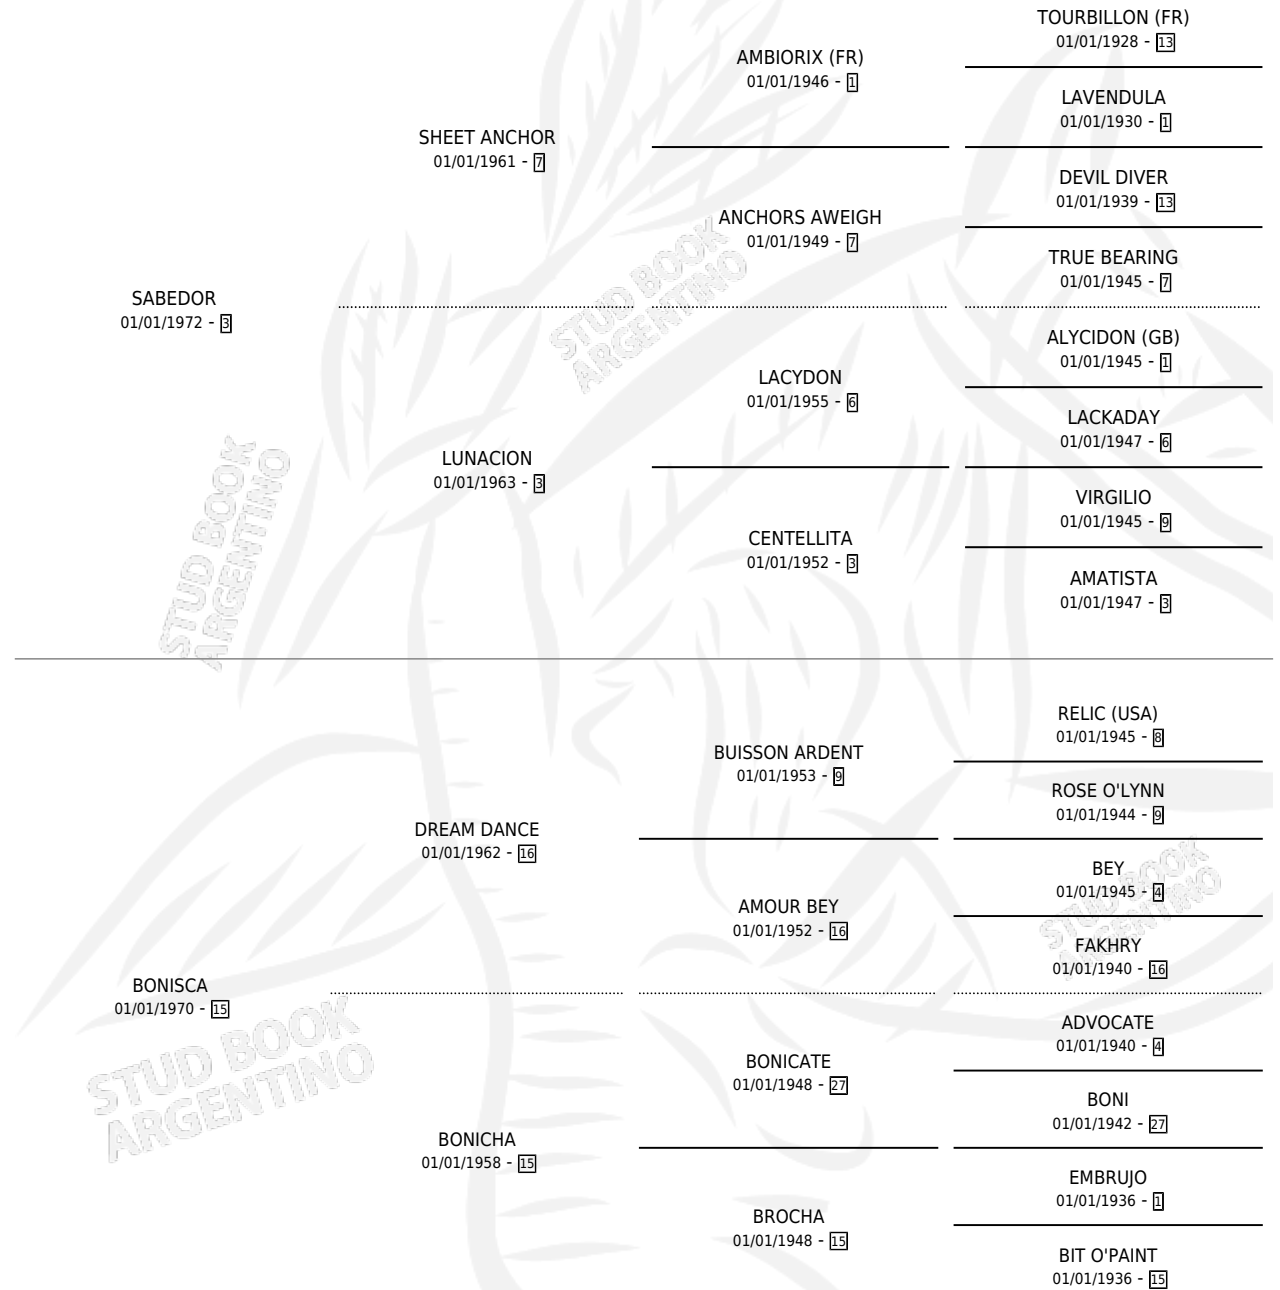 TOURBILLON (FR)
01/01/1928 - 13
AMBIORIX (FR)
01/01/1946 - 1
LAVENDULA
01/01/1930 - 1
SHEET ANCHOR
01/01/1961 - 7
DEVIL DIVER
01/01/1939 - 13
ANCHORS AWEIGH
01/01/1949 - 7
TRUE BEARING
01/01/1945 - 7
SABEDOR
01/01/1972 - 3
STUD BOOK
ARGENTINO
ALYCIDON (GB)
01/01/1945 - 1
LACYDON
01/01/1955 - 6
LACKADAY
01/01/1947 - 6
LUNACION
01/01/1963 - 3
VIRGILIO
01/01/1945 - 9
CENTELLITA
01/01/1952 - 3
AMATISTA
01/01/1947 - 3
STUD BOOK
ARGENTINO
RELIC (USA)
01/01/1945 - 8
BUISSON ARDENT
01/01/1953 - 9
ROSE O'LYNN
01/01/1944 - 9
DREAM DANCE
01/01/1962 - 16
BEY
01/01/1945 - 4
AMOUR BEY
01/01/1952 - 16
STUD BOOK
ARGENTINO
FAKHRY
01/01/1940 - 16
BONISCA
01/01/1970 - 15
ADVOCATE
01/01/1940 - 4
STUD BOOK
ARGENTINO
BONICATE
01/01/1948 - 27
BONI
01/01/1942 - 27
BONICHA
01/01/1958 - 15
EMBRUJO
01/01/1936 - 1
BROCHA
01/01/1948 - 15
BIT O'PAINT
01/01/1936 - 15